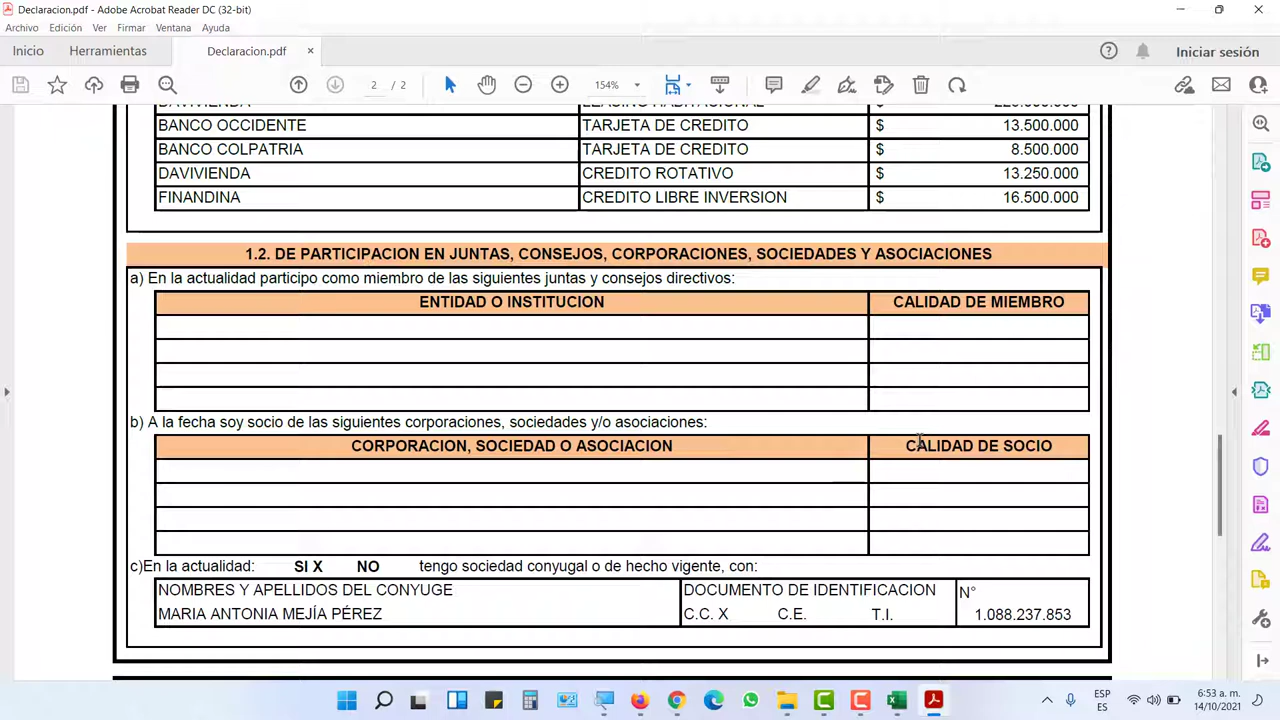 Declaracion.pdf - Adobe Acrobat Reader DC (32-bit)
Archivo Edición Ver Firmar Ventana Ayuda
Inicio Herramientas Declaracion.pdf × Iniciar sesión
2 / 2 154%
DAVIVIENDA LEASING HABITACIONAL
BANCO OCCIDENTE TARJETA DE CREDITO $ 13.500.000
BANCO COLPATRIA TARJETA DE CREDITO $ 8.500.000
DAVIVIENDA CREDITO ROTATIVO $ 13.250.000
FINANDINA CREDITO LIBRE INVERSION $ 16.500.000
1.2. DE PARTICIPACION EN JUNTAS, CONSEJOS, CORPORACIONES, SOCIEDADES Y ASOCIACIONES
a) En la actualidad participo como miembro de las siguientes juntas y consejos directivos:
ENTIDAD O INSTITUCION CALIDAD DE MIEMBRO
b) A la fecha soy socio de las siguientes corporaciones, sociedades y/o asociaciones:
CORPORACION, SOCIEDAD O ASOCIACION CALIDAD DE SOCIO
c)En la actualidad: SI X NO tengo sociedad conyugal o de hecho vigente, con:
NOMBRES Y APELLIDOS DEL CONYUGE DOCUMENTO DE IDENTIFICACION N°
MARIA ANTONIA MEJÍA PÉREZ C.C. X C.E. T.I. 1.088.237.853
ESP
ES
:53 a. m.
14/10/2021